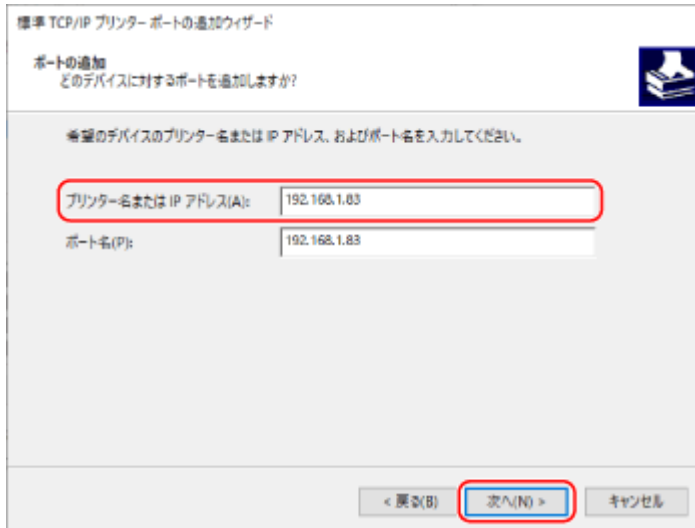 標準 TCP/IP プリンター ポートの追加ウィザード
ポートの追加
どのデバイスに対するポートを追加しますか?
希望のデバイスのプリンター名または IP アドレス、およびポート名を入力してください。
プリンター名または IP アドレス(A): 192.168.1.83
ポート名(P): 192.168.1.83
< 戻る(B) 次へ(N) > キャンセル